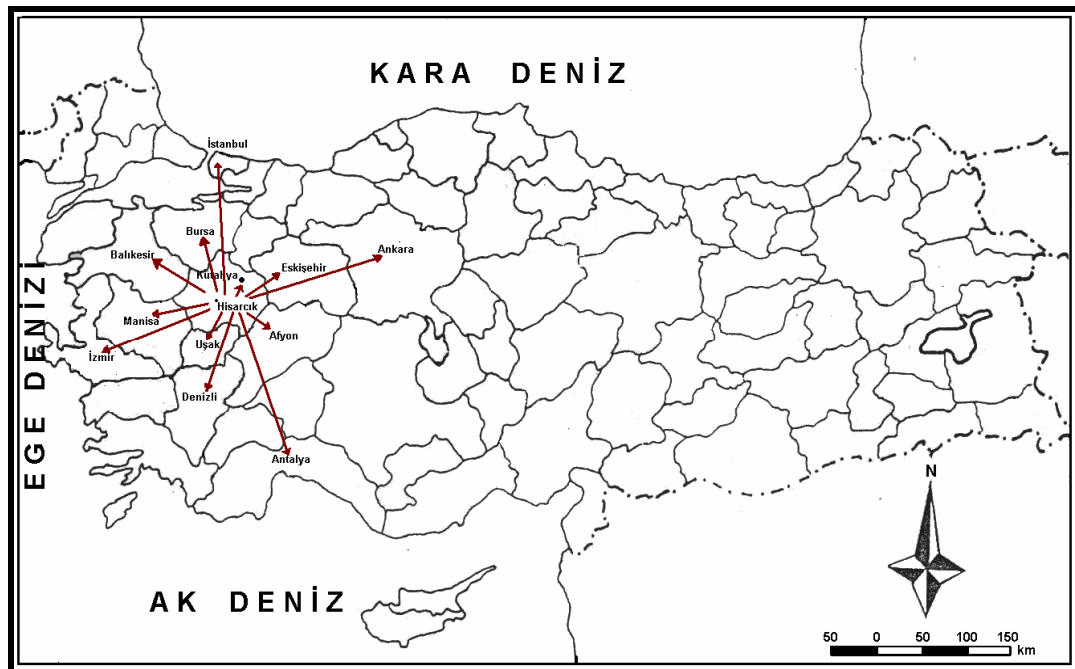 KARA DENİZ
İstanbul
Bursa
Balıkesir
Kütahya
Eskişehir
Ankara
Hisarcık
Manisa
Afyon
Uşak
İzmir
Denizli
Antalya
EGE DENİZİ
AK DENİZ
N
50 0 50 100 150
km